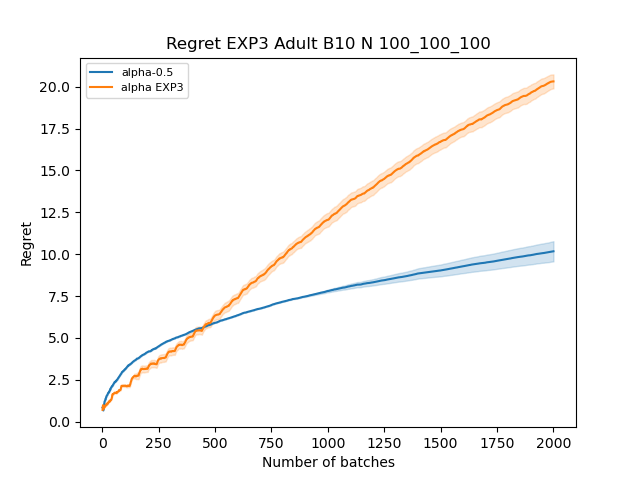 Regret EXP3 Adult B10 N 100_100_100
alpha-0.5
alpha EXP3
20.0
17.5
15.0
12.5
10.0
7.5
5.0
2.5
0.0
Regret
0 250 500 750 1000 1250 1500 1750 2000
Number of batches